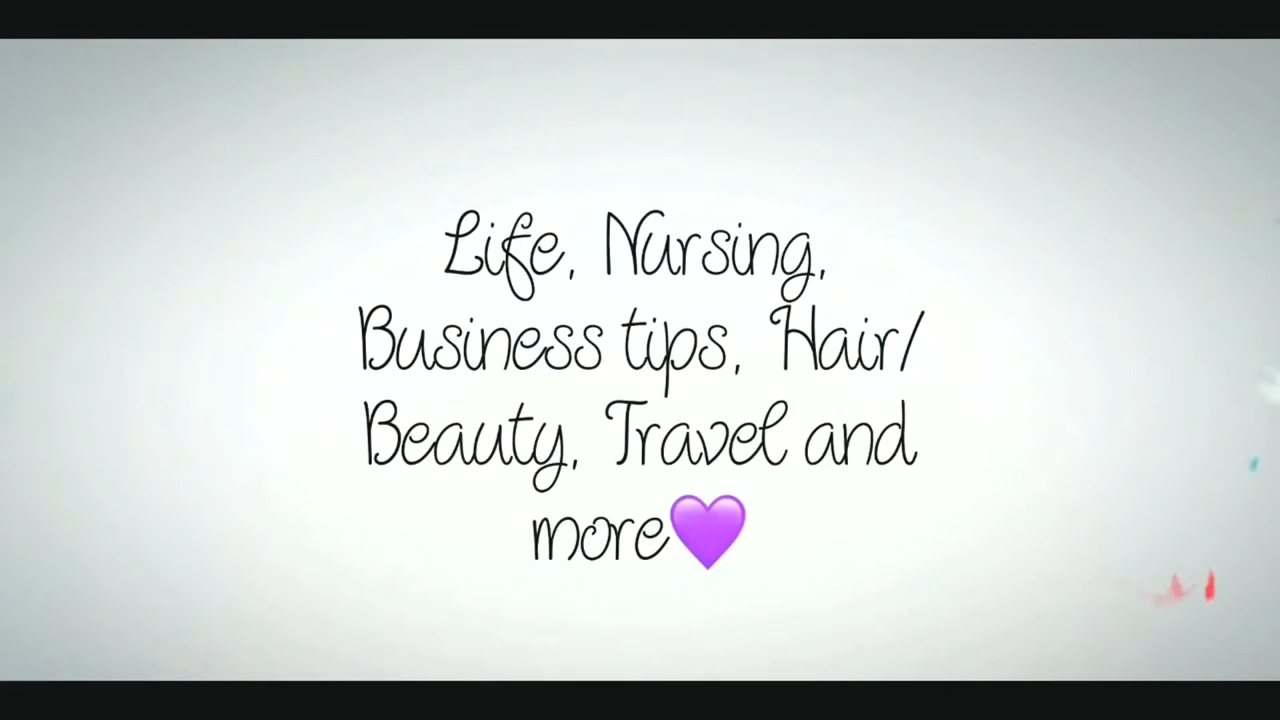 Life, Nursing,
Business tips, Hair/
Beauty, Travel and
more💜